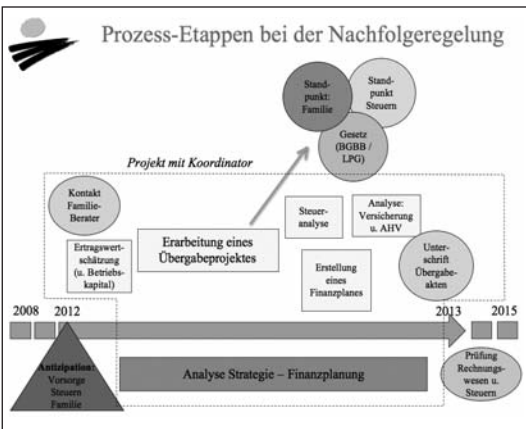 Prozess-Etappen bei der Nachfolgeregelung
Stand-
punkt:
Familie
Stand-
punkt
Steuern
Gesetz
(BGBB /
LPG)
Projekt mit Koordinator
Kontakt
Familie-
Berater
Ertragswert-
schätzung
(u. Betriebs-
kapital)
Erarbeitung eines
Übergabeprojektes
Steuer-
analyse
Analyse:
Versicherung
u. AHV
Erstellung
eines
Finanzplanes
Unter-
schrift
Übergabe-
akten
2008
2012
2013
2015
Antizipation:
Vorsorge
Steuern
Familie
Analyse Strategie – Finanzplanung
Prüfung
Rechnungs-
wesen u.
Steuern